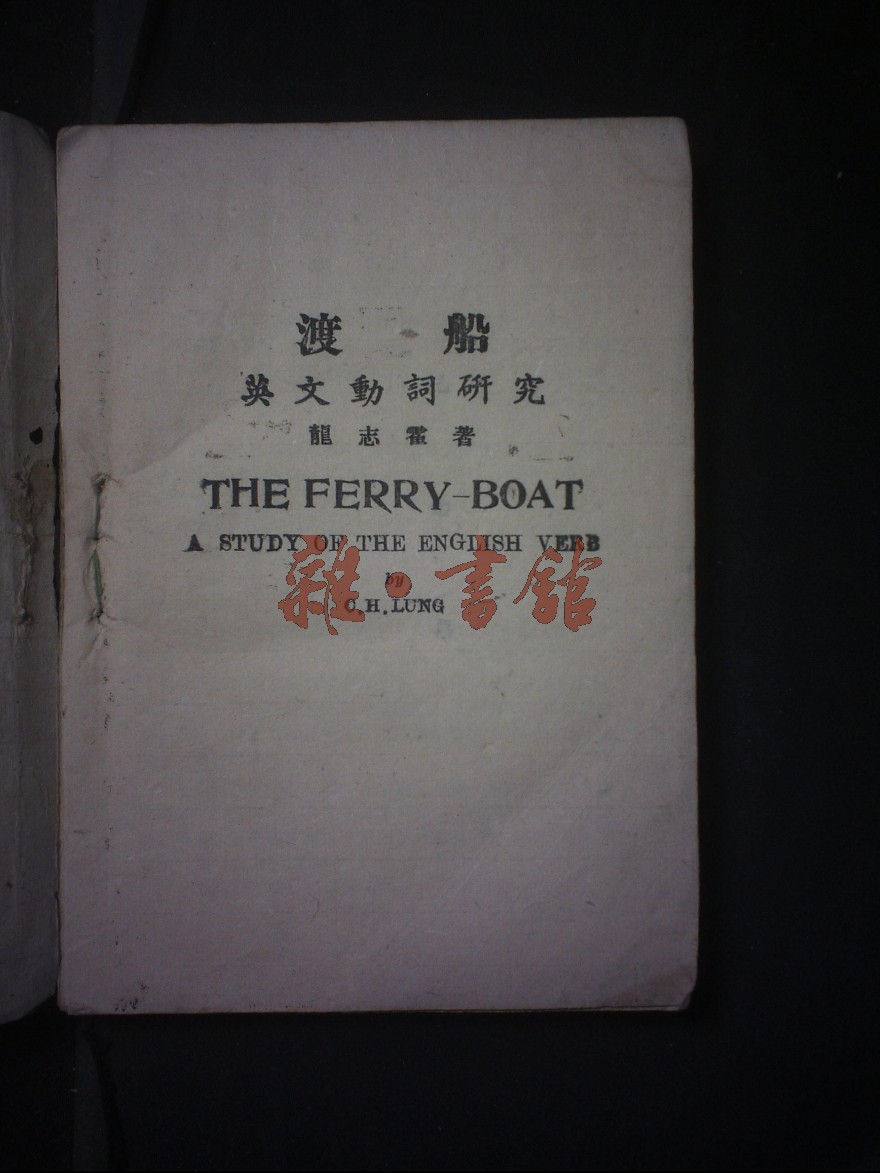 渡 船
英文動詞研究
龍志霍著
THE FERRY-BOAT
A STUDY OF THE ENGLISH VERB
by
C.H.LUNG
雜·書館